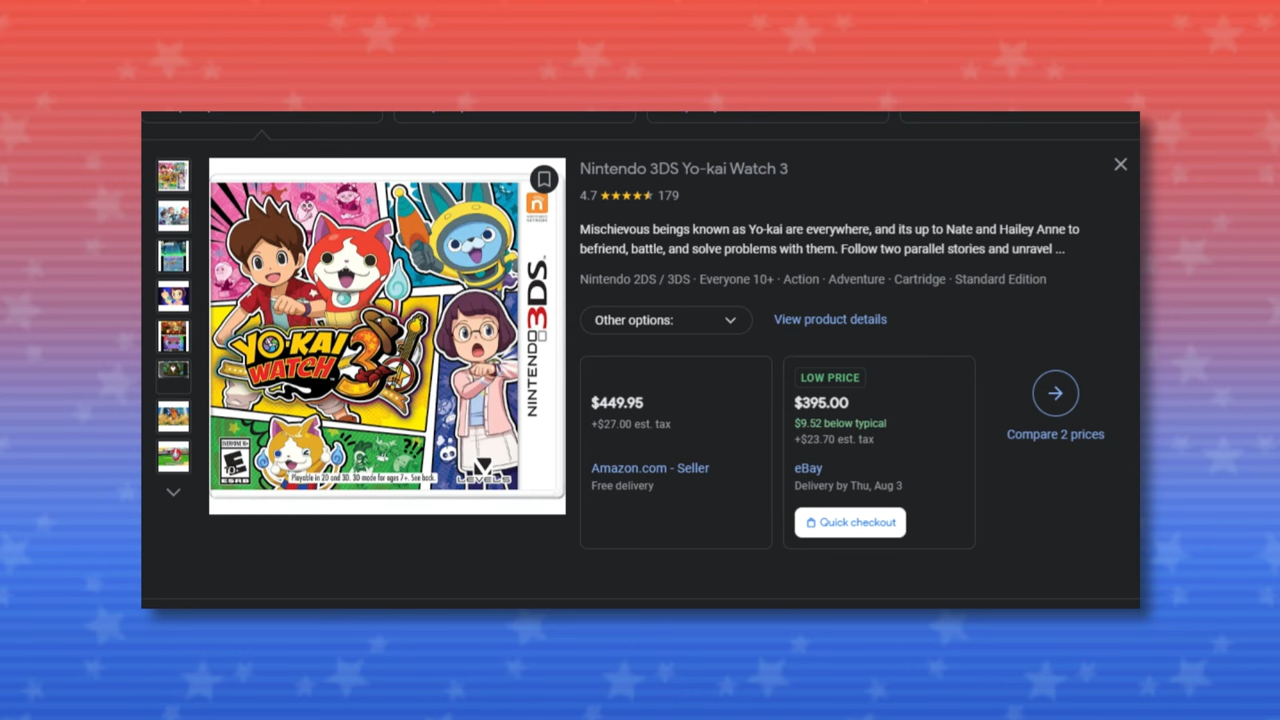 Nintendo 3DS Yo-kai Watch 3
4.7 179
Mischievous beings known as Yo-kai are everywhere, and its up to Nate and Hailey Anne to
befriend, battle, and solve problems with them. Follow two parallel stories and unravel ...
Nintendo 2DS / 3DS · Everyone 10+ · Action · Adventure · Cartridge · Standard Edition
Other options:
View product details
$449.95
+$27.00 est. tax
Amazon.com - Seller
Free delivery
LOW PRICE
$395.00
$9.52 below typical
+$23.70 est. tax
eBay
Delivery by Thu, Aug 3
Quick checkout
Compare 2 prices
YO-KAI
WATCH 3
NINTENDO 3DS
EVERYONE 10+
ESRB
Playable in 2D and 3D. 3D mode for ages 7+. See back.
LEVEL5